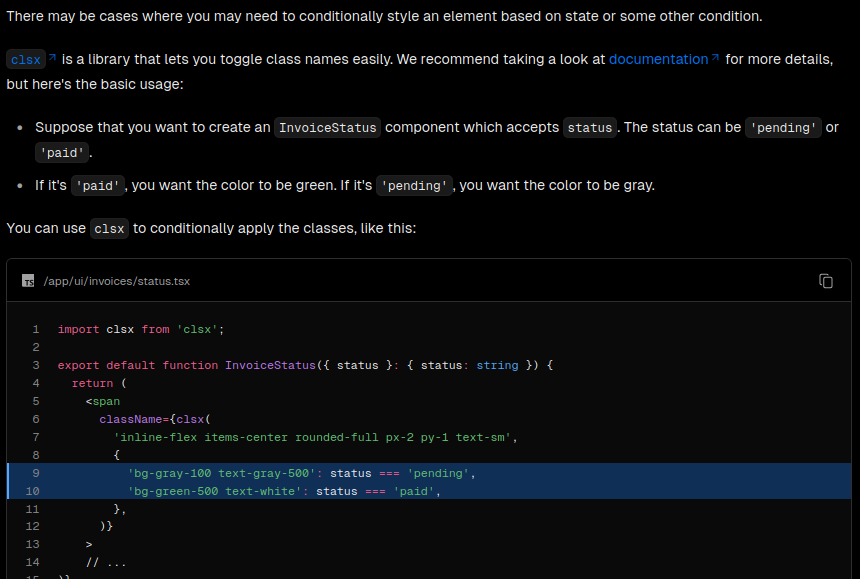 There may be cases where you may need to conditionally style an element based on state or some other condition.
clsx is a library that lets you toggle class names easily. We recommend taking a look at documentation for more details,
but here's the basic usage:
Suppose that you want to create an InvoiceStatus component which accepts status. The status can be 'pending' or
'paid'.
If it's 'paid', you want the color to be green. If it's 'pending', you want the color to be gray.
You can use clsx to conditionally apply the classes, like this:
TS /app/ui/invoices/status.tsx
1 import clsx from 'clsx';
2
3 export default function InvoiceStatus({ status }: { status: string }) {
4   return (
5     <span
6       className={clsx(
7         'inline-flex items-center rounded-full px-2 py-1 text-sm',
8         {
9           'bg-gray-100 text-gray-500': status === 'pending',
10           'bg-green-500 text-white': status === 'paid',
11         },
12       )}
13     >
14     // ...
15 )}